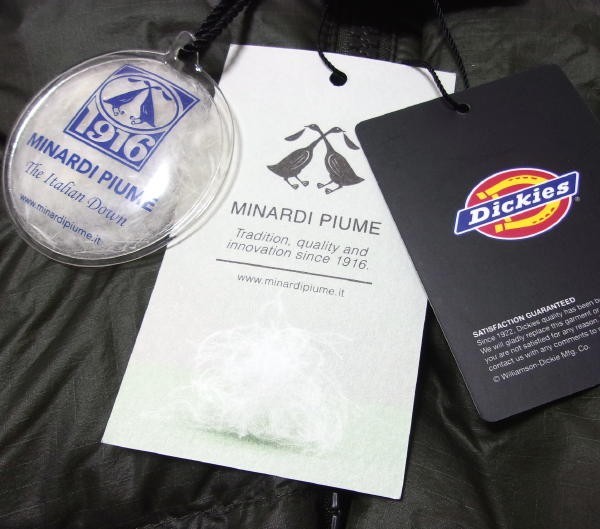 1916
MINARDI PIUME
The Italian Down
www.minardipiume.it
MINARDI PIUME
Tradition, quality and
innovation since 1916.
www.minardipiume.it
Dickies
SATISFACTION GUARANTEED
Since 1922, Dickies quality has been
We will gladly replace this garment or
you are not satisfied for any reason
contact us with any comments to
© Williamson-Dickie Mfg. Co.